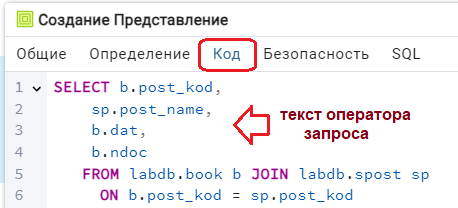 Создание Представление
Общие Определение Код Безопасность SQL
1 SELECT b.post_kod,
2 sp.post_name,
3 b.dat,
4 b.ndoc
5 FROM labdb.book b JOIN labdb.spost sp
6 ON b.post_kod = sp.post_kod
текст оператора
запроса